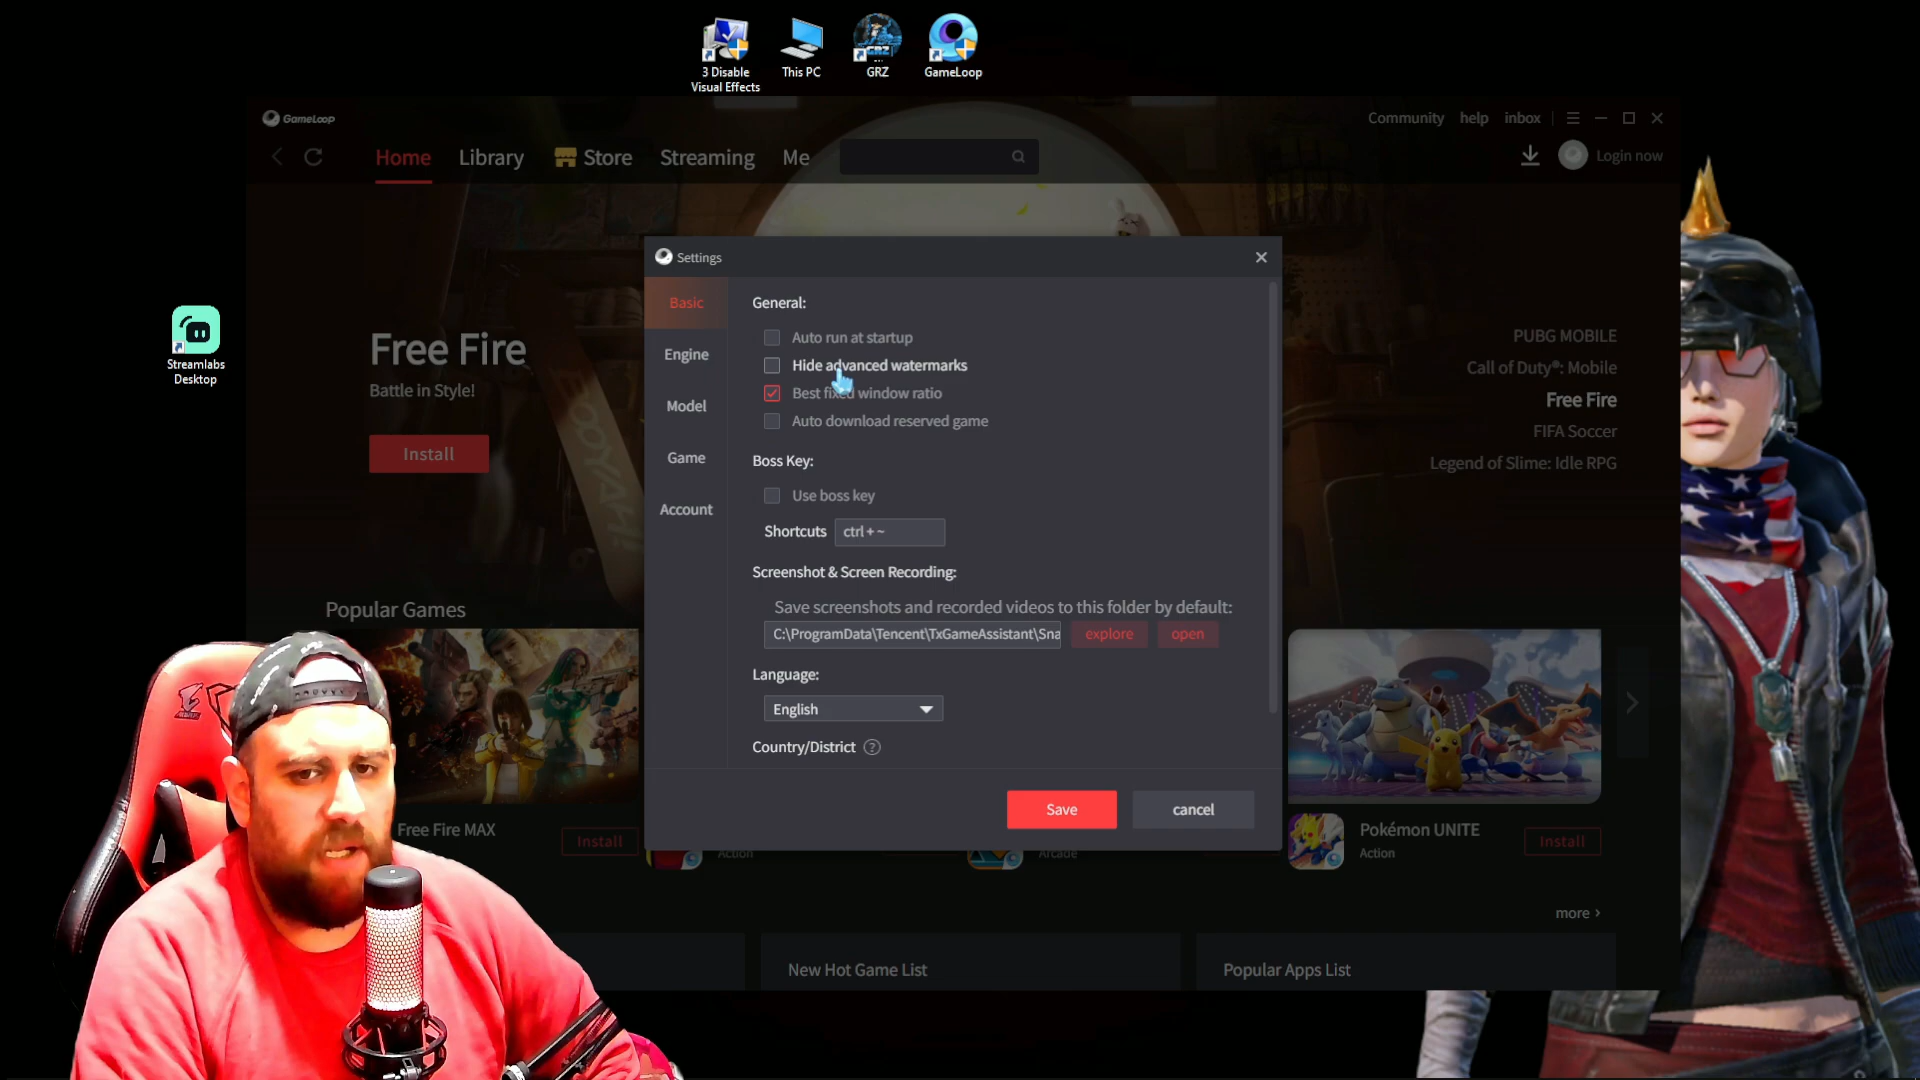 3 Disable
Visual Effects
This PC
GRZ
GRZ
GameLoop
GameLoop
Community
help
inbox
Home
Library
Store
Streaming
Me
Login now
Settings
Basic
Engine
Model
Game
Account
General:
Auto run at startup
Hide advanced watermarks
Best fixed window ratio
Auto download reserved game
Boss Key:
Use boss key
Shortcuts
ctrl + ~
Screenshot & Screen Recording:
Save screenshots and recorded videos to this folder by default:
C:\ProgramData\Tencent\TxGameAssistant\Sna
explore
open
Language:
English
Country/District
?
Save
cancel
Streamlabs
Desktop
Free Fire
Battle in Style!
Install
OOYAH!
PUBG MOBILE
Call of Duty®: Mobile
Free Fire
FIFA Soccer
Legend of Slime: Idle RPG
Popular Games
Free Fire MAX
Install
Action
Arcade
Pokémon UNITE
Action
Install
more >
New Hot Game List
Popular Apps List